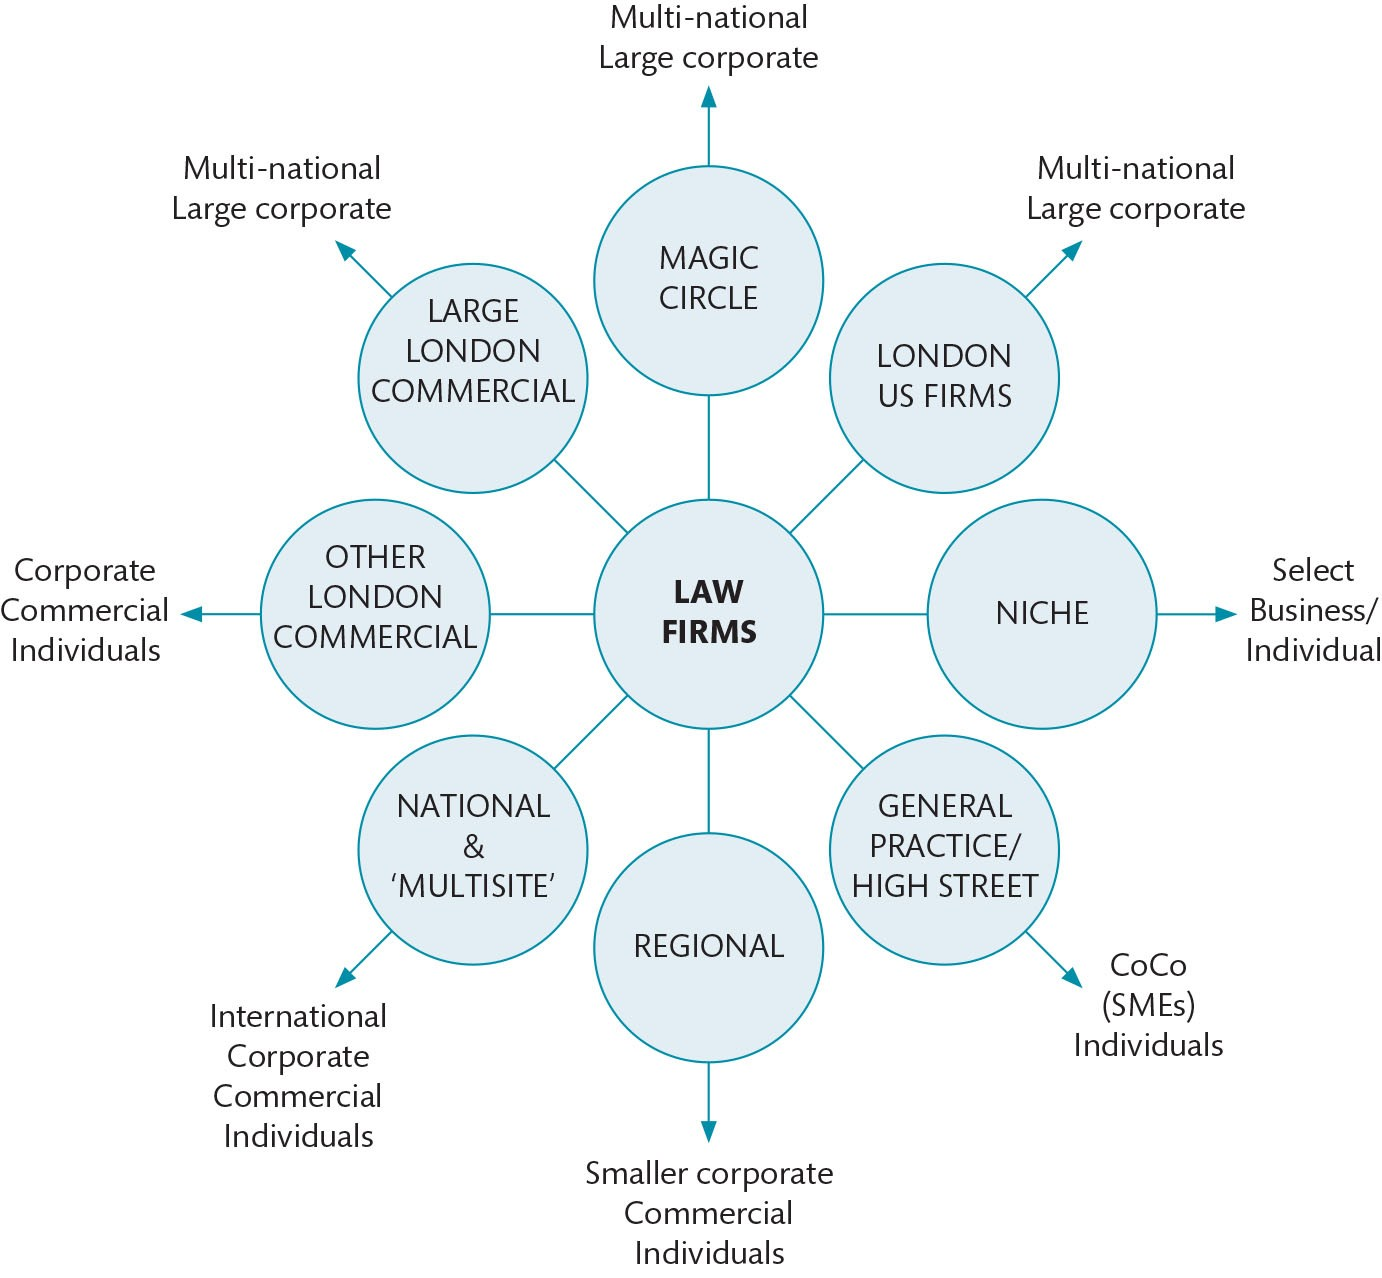 Multi-national
Large corporate
Multi-national
Large corporate
Multi-national
Large corporate
MAGIC
CIRCLE
LARGE
LONDON
COMMERCIAL
LONDON
US FIRMS
OTHER
LONDON
COMMERCIAL
Corporate
Commercial
Individuals
LAW
FIRMS
NICHE
Select
Business/
Individual
NATIONAL
&
‘MULTISITE’
GENERAL
PRACTICE/
HIGH STREET
REGIONAL
International
Corporate
Commercial
Individuals
CoCo
(SMEs)
Individuals
Smaller corporate
Commercial
Individuals